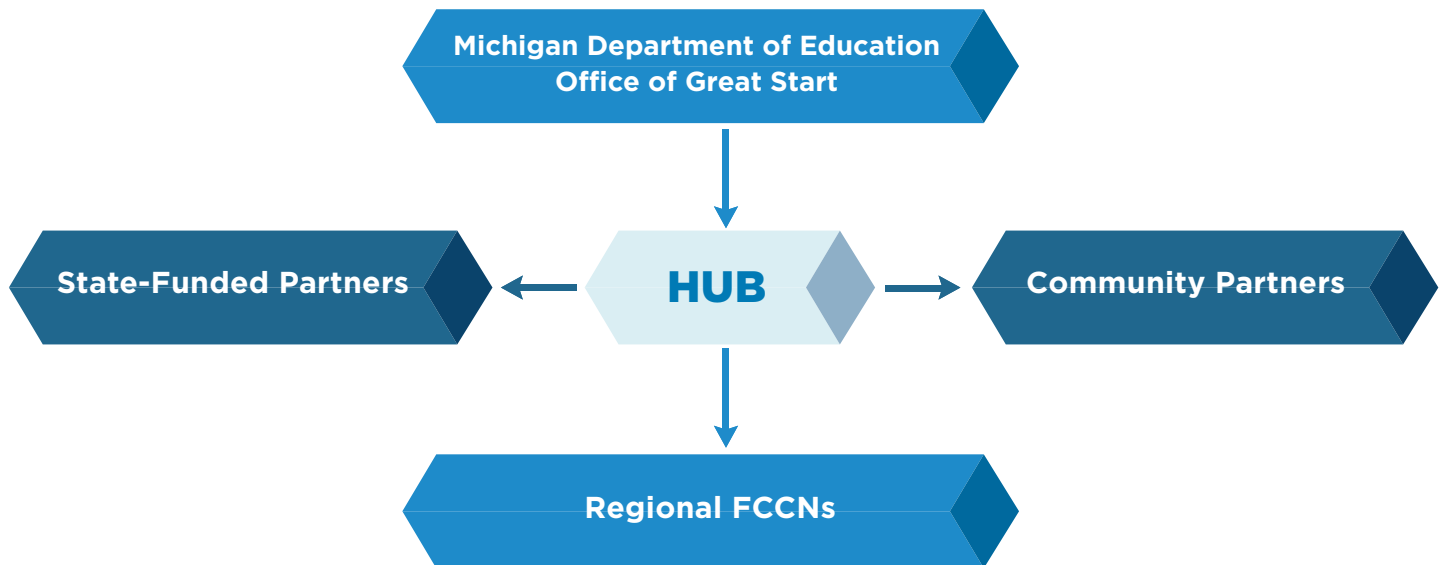 Michigan Department of Education
Office of Great Start
State-Funded Partners
HUB
Community Partners
Regional FCCNs